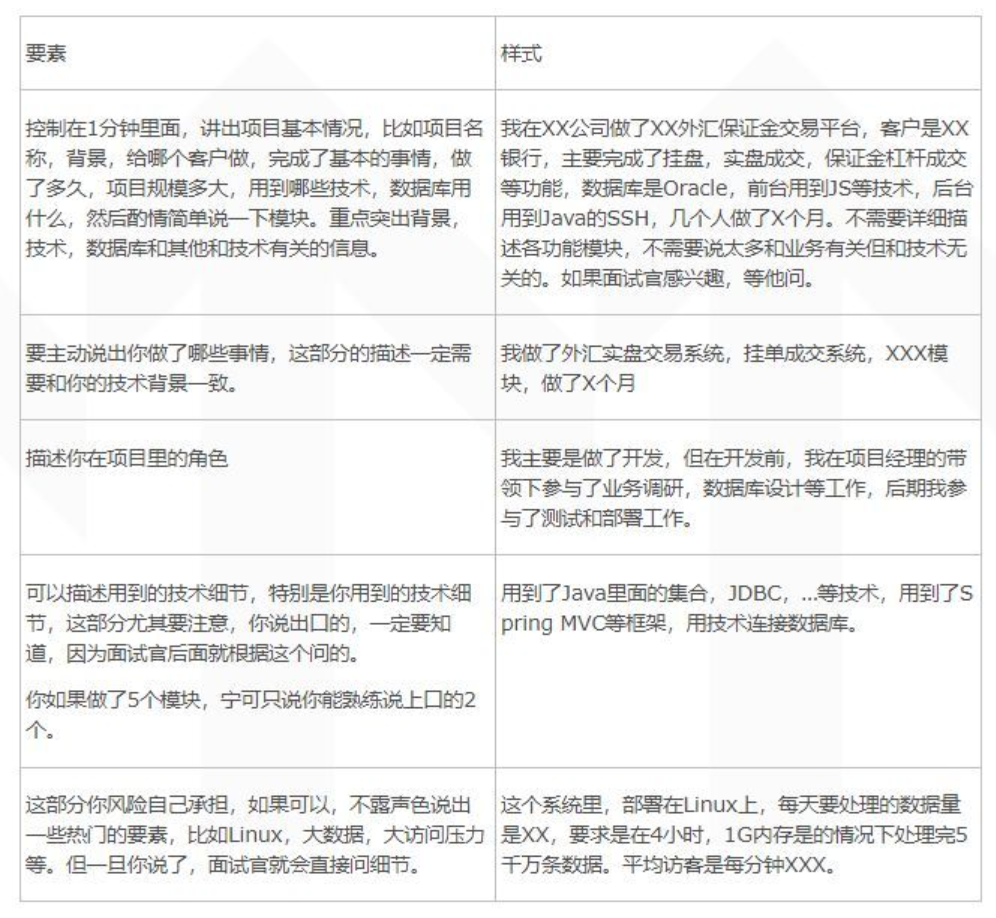 要素
样式
控制在1分钟里面，讲出项目基本情况，比如项目名
称，背景，给哪个客户做，完成了基本的事情，做
了多久，项目规模多大，用到哪些技术，数据库用
什么，然后酌情简单说一下模块。重点突出背景，
技术，数据库和其他和技术有关的信息。
我在XX公司做了XX外汇保证金交易平台，客户是XX
银行，主要完成了挂盘，实盘成交，保证金杠杆成交
等功能，数据库是Oracle，前台用到JS等技术，后台
用到Java的SSH，几个人做了X个月。不需要详细描
述各功能模块，不需要说太多和业务有关但和技术无
关的。如果面试官感兴趣，等他问。
要主动说出你做了哪些事情，这部分的描述一定需
要和你的技术背景一致。
我做了外汇实盘交易系统，挂单成交系统，XXX模
块，做了X个月
描述你在项目里的角色
我主要是做了开发，但在开发前，我在项目经理的带
领下参与了业务调研，数据库设计等工作，后期我参
与了测试和部署工作。
可以描述用到的技术细节，特别是你用到的技术细
节，这部分尤其要注意，你说出口的，一定要知
道，因为面试官后面就根据这个问的。
你如果做了5个模块，宁可只说你能熟练说上口的2
个。
用到了Java里面的集合，JDBC，...等技术，用到了S
pring MVC等框架，用技术连接数据库。
这部分你风险自己承担，如果可以，不露声色说出
一些热门的要素，比如Linux，大数据，大访问压力
等。但一旦你说了，面试官就会直接问细节。
这个系统里，部署在Linux上，每天要处理的数据量
是XX，要求是在4小时，1G内存是的情况下处理完5
千万条数据。平均访客是每分钟XXX。